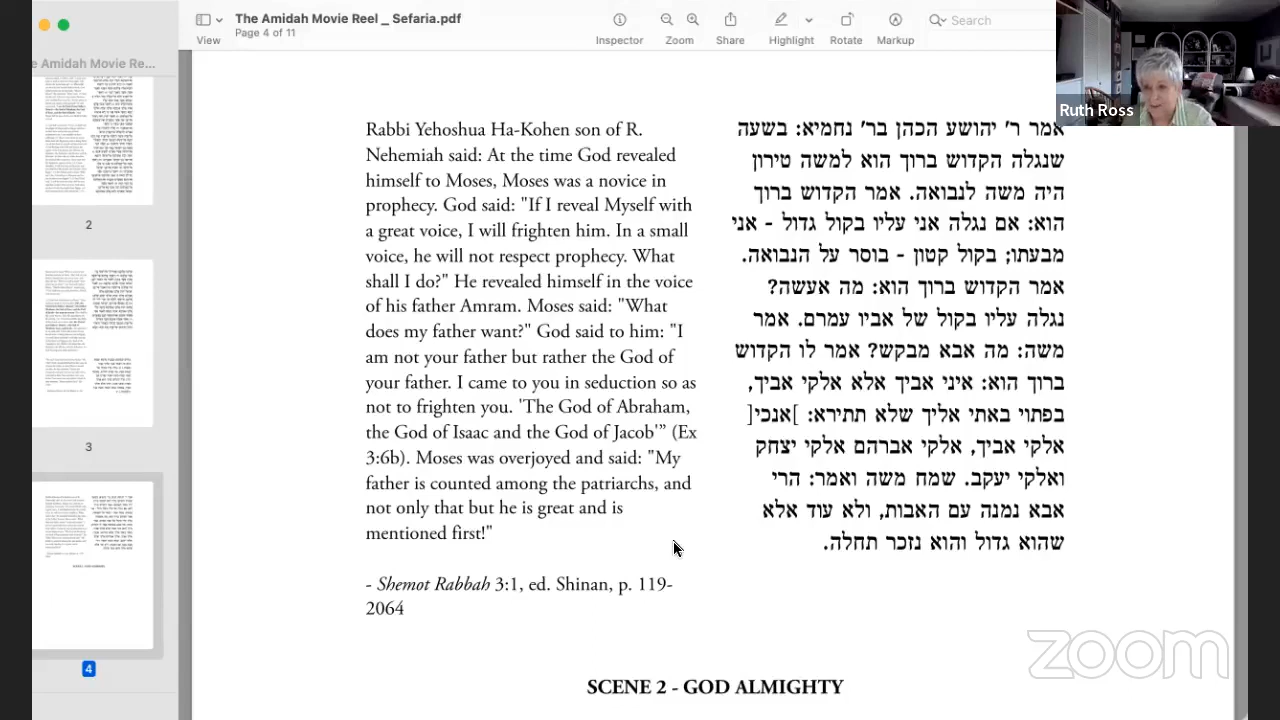 The Amidah Movie Reel _ Sefaria.pdf
Page 4 of 11
View
Inspector
Zoom
Share
Highlight
Rotate
Markup
Search
e Amidah Movie Re...
2
3
4
Ruth Ross
Rabbi Yehoshua Ha-Kohen son of R.
Nehemiah said: At the time God revealed
himself to Moses, Moses was a novice in
prophecy. God said: "If I reveal Myself with
a great voice, I will frighten him. In a small
voice, he will not respect prophecy. What
shall I do?" He revealed himself in the voice
of his father Amram. Moses said: "What
does my father want?" God said to him: "I
am not your father but rather the God of
your father. I came to you in seduction so as
not to frighten you. 'The God of Abraham,
the God of Isaac and the God of Jacob'” (Ex
3:6b). Moses was overjoyed and said: "My
father is counted among the patriarchs, and
not only that but he is great and is
mentioned first."
- Shemot Rabbah 3:1, ed. Shinan, p. 119-
2064
אמר ר' יהושע הכהן בר' נחמיה: בשעה
שנגלה הקדוש ברוך הוא למשה טירון
היה משה לנבואה. אמר הקדוש ברוך
הוא: אם נגלה אני עליו בקול גדול - אני
מבעתו; בקול קטון - בוסר על הנבואה.
אמר הקדוש ברוך הוא: מה אעשה?
נגלה עליו בקול של אביו עמרם. אמר
משה: מה אבא מבקש? אמר לו הקדוש
ברוך הוא: איני אביך אלא אלקי אביך,
בפתוי באתי אליך שלא תתירא: ]אנכי[
אלקי אביך, אלקי אברהם אלקי יצחק
ואלקי יעקב. שמח משה ואמר: הרי
אבא נמנה עם האבות, ולא עוד אלא
שהוא גדול והוא נזכר תחלה.
SCENE 2 - GOD ALMIGHTY
zoom